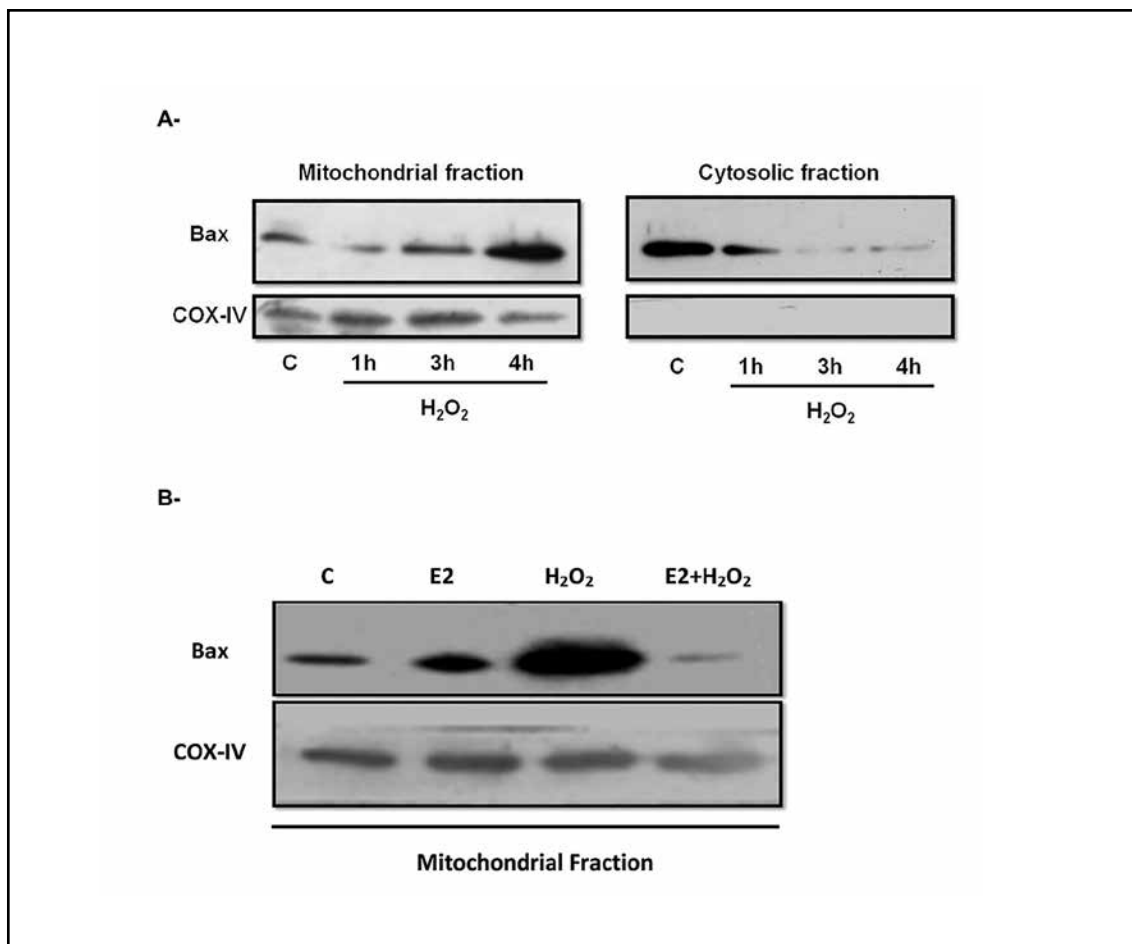 A-
Mitochondrial fraction
Cytosolic fraction
Bax
COX-IV
C 1h 3h 4h
C 1h 3h 4h
H₂O₂
H₂O₂
B-
C E2 H₂O₂ E2+H₂O₂
Bax
COX-IV
Mitochondrial Fraction